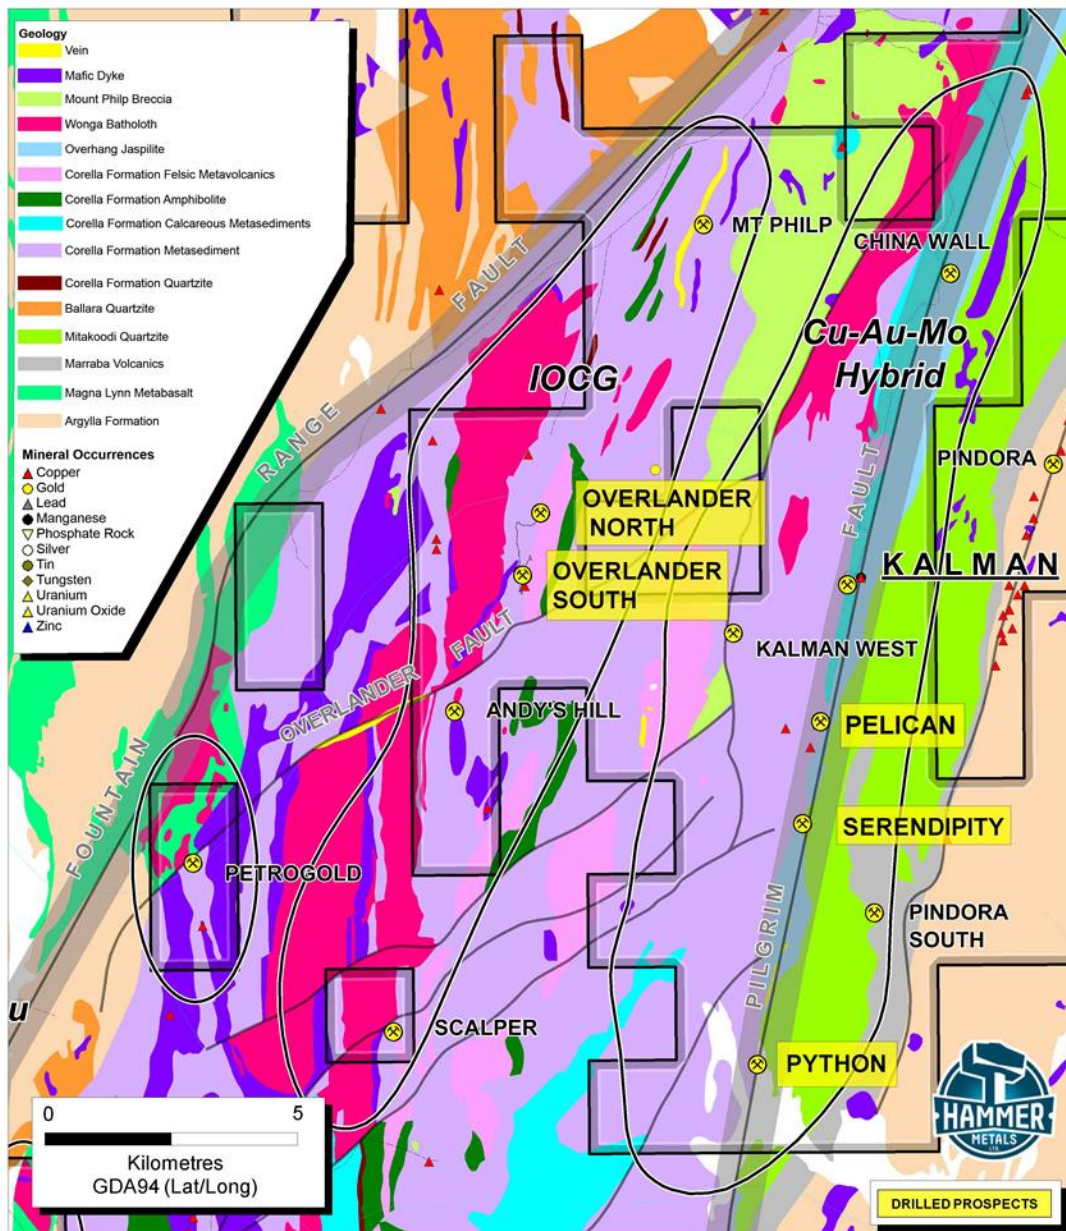 Geology
Vein
Mafic Dyke
Mount Philp Breccia
Wonga Batholoth
Overhang Jaspilite
Corella Formation Felsic Metavolcanics
Corella Formation Amphibolite
Corella Formation Calcareous Metasediments
Corella Formation Metasediment
Corella Formation Quartzite
Ballara Quartzite
Mitakoodi Quartzite
Marraba Volcanics
Magna Lynn Metabasalt
Argylla Formation
Mineral Occurrences
Copper
Gold
Lead
Manganese
Phosphate Rock
Silver
Tin
Tungsten
Uranium
Uranium Oxide
Zinc
MT PHILP
CHINA WALL
FOUNTAIN RANGE FAULT
IOCG
Cu-Au-Mo
Hybrid
PINDORA
OVERLANDER
NORTH
OVERLANDER
SOUTH
KALMAN
KALMAN WEST
OVERLANDER FAULT
ANDY'S HILL
PELICAN
SERENDIPITY
PETROGOLD
PINDORA
SOUTH
PILGRIM FAULT
u
SCALPER
PYTHON
0 5
Kilometres
GDA94 (Lat/Long)
HAMMER
METALS
LTD
DRILLED PROSPECTS